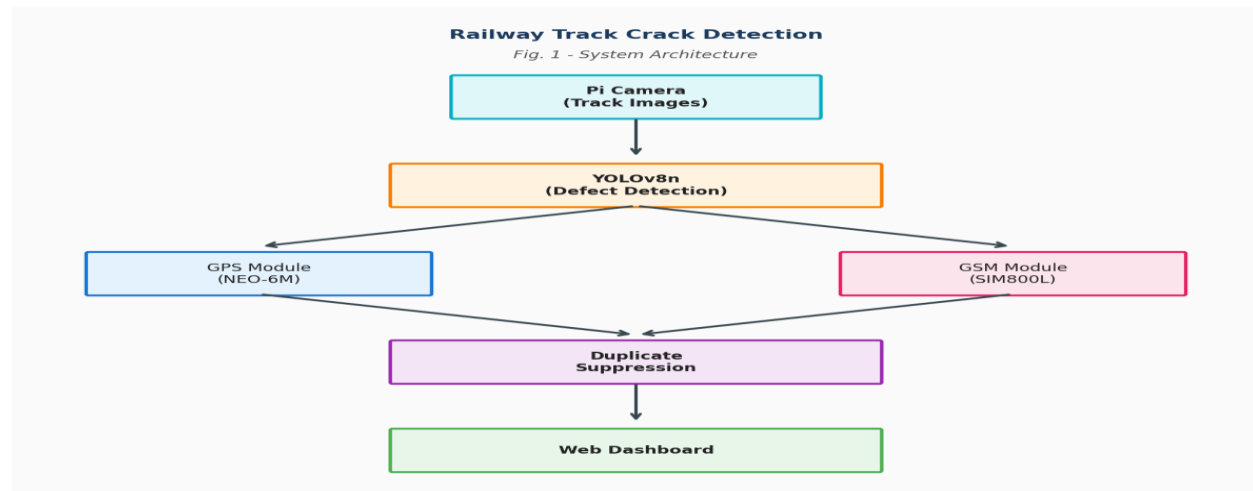 Railway Track Crack Detection
Fig. 1 - System Architecture
Pi Camera
(Track Images)
YOLOv8n
(Defect Detection)
GPS Module
(NEO-6M)
GSM Module
(SIM800L)
Duplicate
Suppression
Web Dashboard